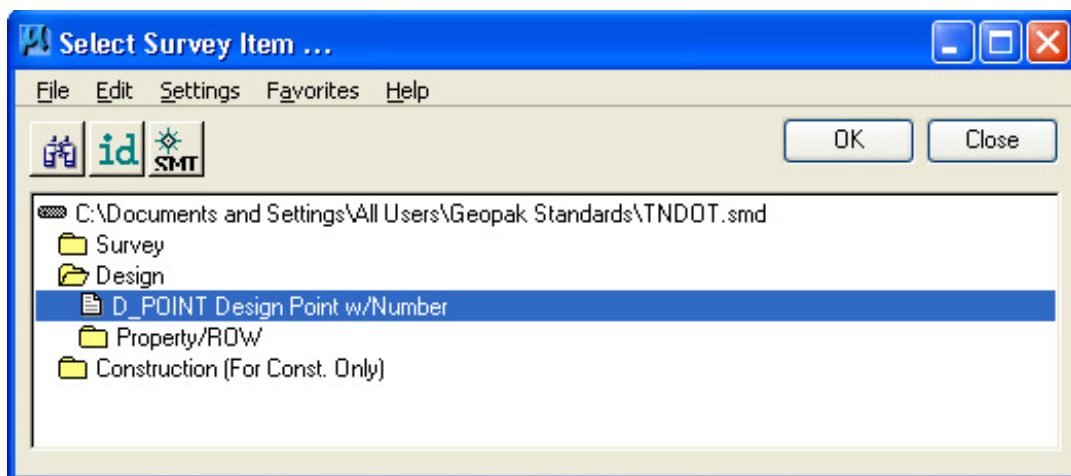 Select Survey Item ...
File Edit Settings Favorites Help
id SMT OK Close
C:\Documents and Settings\All Users\Geopak Standards\TNDOT.smd
Survey
Design
D_POINT Design Point w/Number
Property/ROW
Construction (For Const. Only)